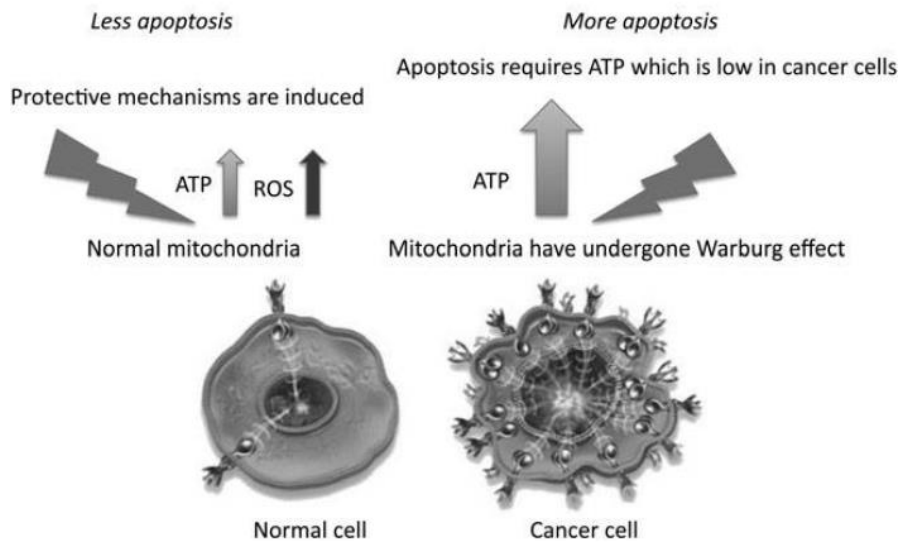 Less apoptosis
More apoptosis
Apoptosis requires ATP which is low in cancer cells
Protective mechanisms are induced
ATP
ROS
ATP
Normal mitochondria
Mitochondria have undergone Warburg effect
Normal cell
Cancer cell